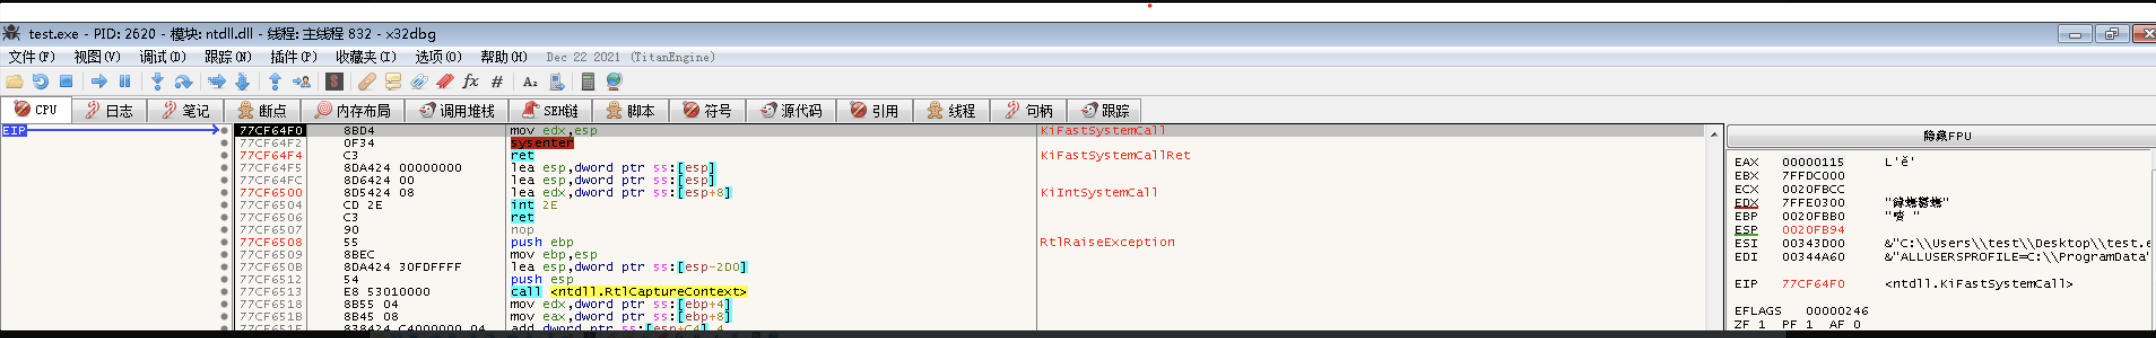 test.exe - PID: 2620 - 模块: ntdll.dll - 线程: 主线程 832 - x32dbg
文件(F) 视图(V) 调试(D) 跟踪(N) 插件(P) 收藏夹(I) 选项(O) 帮助(H) Dec 22 2021 (TitanEngine)
S fx # A2
CPU 日志 笔记 断点 内存布局 调用堆栈 SEH链 脚本 符号 源代码 引用 线程 句柄 跟踪
EIP 77CF64F0 8BD4 mov edx,esp KiFastSystemCall
77CF64F2 0F34 sysenter
77CF64F4 C3 ret KiFastSystemCallRet
77CF64F5 8DA424 00000000 lea esp,dword ptr ss:[esp]
77CF64FC 8D6424 00 lea esp,dword ptr ss:[esp]
77CF6500 8D5424 08 lea edx,dword ptr ss:[esp+8] KiIntSystemCall
77CF6504 CD 2E int 2E
77CF6506 C3 ret
77CF6507 90 nop
77CF6508 55 push ebp RtlRaiseException
77CF6509 8BEC mov ebp,esp
77CF650B 8DA424 30FDFFFF lea esp,dword ptr ss:[esp-2D0]
77CF6512 54 push esp
77CF6513 E8 53010000 call <ntdll.RtlCaptureContext>
77CF6518 8B55 04 mov edx,dword ptr ss:[ebp+4]
77CF651B 8B45 08 mov eax,dword ptr ss:[ebp+8]
77CF651E 838424 C4000000 04 add dword ptr ss:[esp+C4],4
隐藏FPU
EAX 00000115 L'ĕ'
EBX 7FFDC000
ECX 0020FBCC
EDX 7FFE0300
EBP 0020FBB0
ESP 0020FB94
ESI 00343D00 &"C:\\Users\\test\\Desktop\\test.e
EDI 00344A60 &"ALLUSERSPROFILE=C:\\ProgramData"
EIP 77CF64F0 <ntdll.KiFastSystemCall>
EFLAGS 00000246
ZF 1 PF 1 AF 0